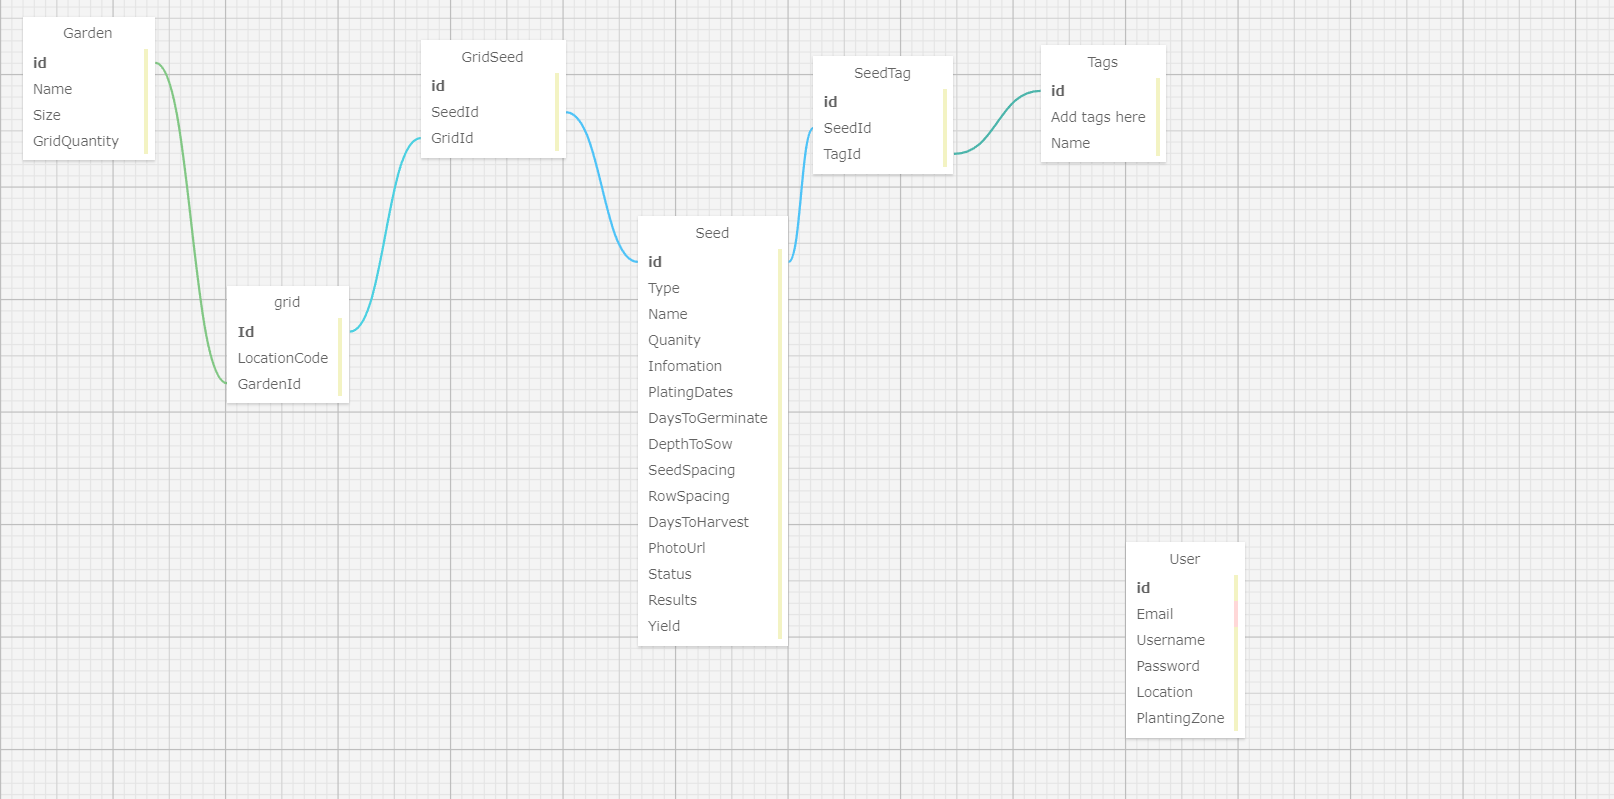 Garden
id
Name
Size
GridQuantity
GridSeed
id
SeedId
GridId
SeedTag
id
SeedId
TagId
Tags
id
Add tags here
Name
grid
Id
LocationCode
GardenId
Seed
id
Type
Name
Quanity
Infomation
PlatingDates
DaysToGerminate
DepthToSow
SeedSpacing
RowSpacing
DaysToHarvest
PhotoUrl
Status
Results
Yield
User
id
Email
Username
Password
Location
PlantingZone